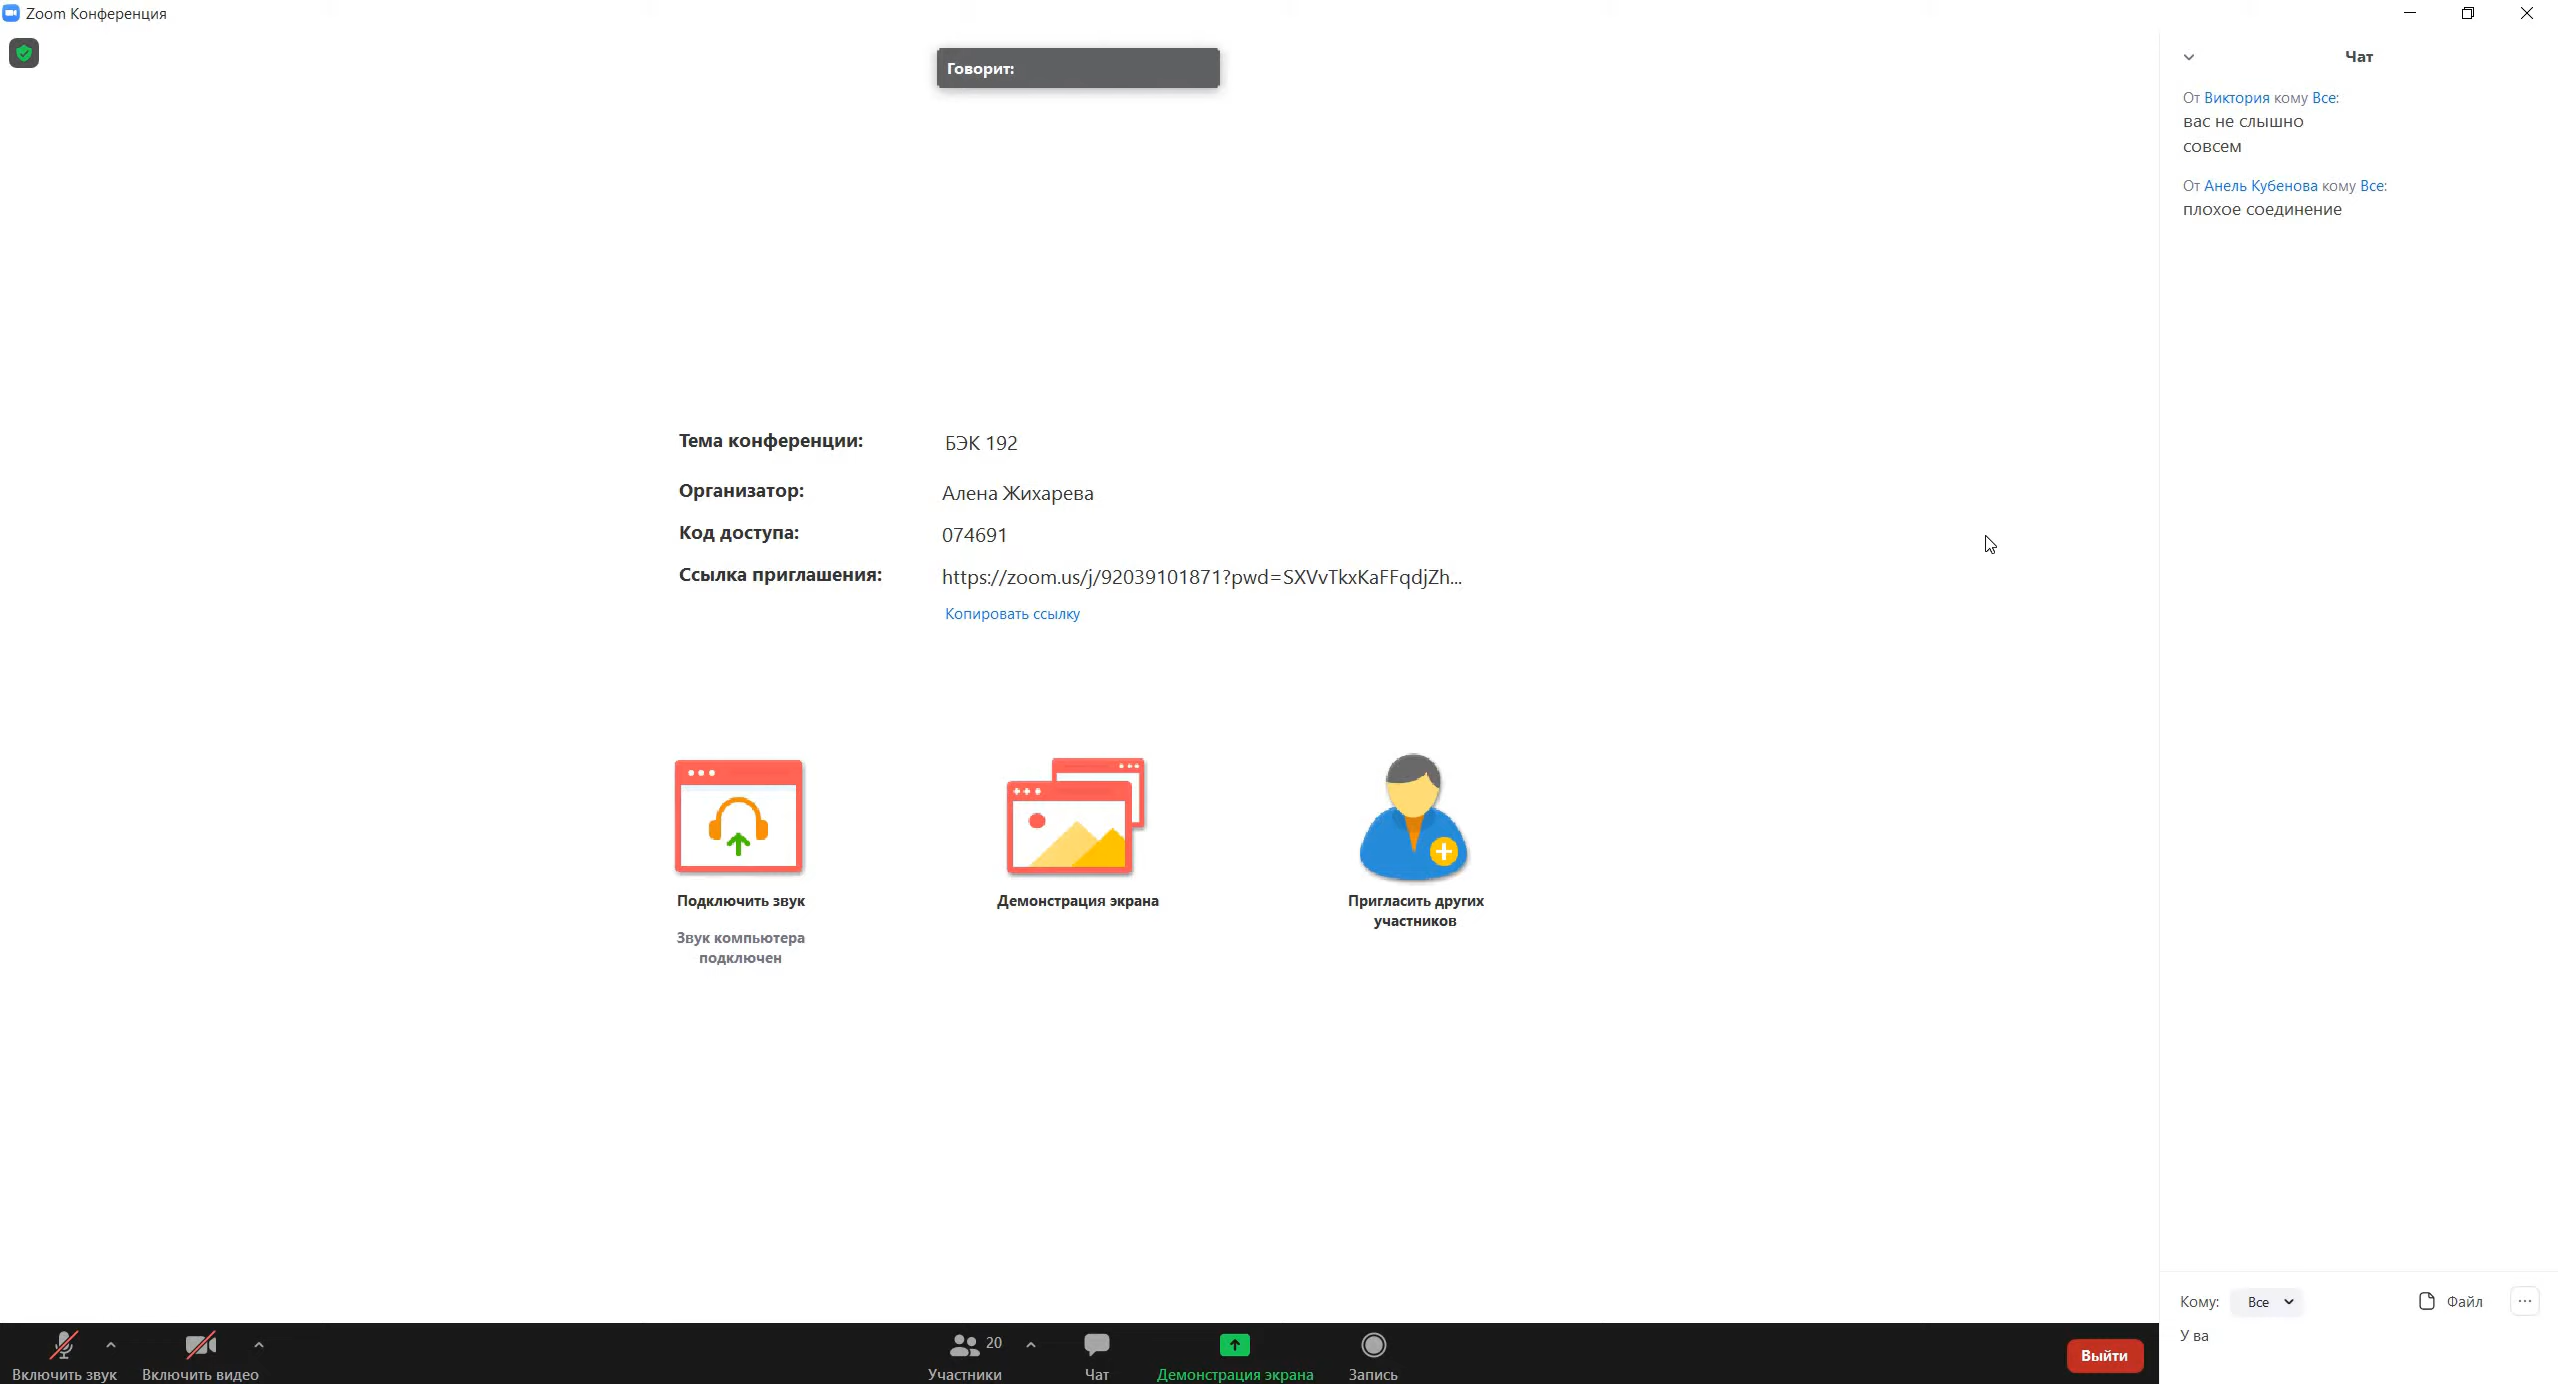 Zoom Конференция
Говорит:
Тема конференции: БЭК 192
Организатор: Алена Жихарева
Код доступа: 074691
Ссылка приглашения: https://zoom.us/j/92039101871?pwd=SXVvTkxKaFFqdjZh...
Копировать ссылку
Подключить звук
Звук компьютера
подключен
Демонстрация экрана
Пригласить других
участников
Чат
От Виктория кому Все:
вас не слышно
совсем
От Анель Кубенова кому Все:
плохое соединение
Кому: Все Файл
У ва
Включить звук
Включить видео
20
Участники
Чат
Демонстрация экрана
Запись
Выйти